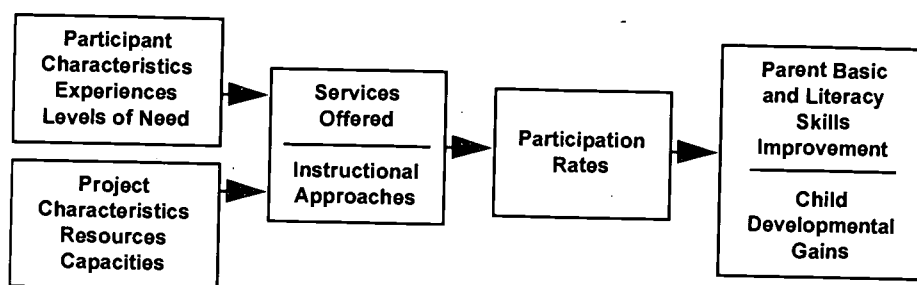 Participant
Characteristics
Experiences
Levels of Need
Project
Characteristics
Resources
Capacities
Services
Offered
Instructional
Approaches
Participation
Rates
Parent Basic
and Literacy
Skills
Improvement
Child
Developmental
Gains